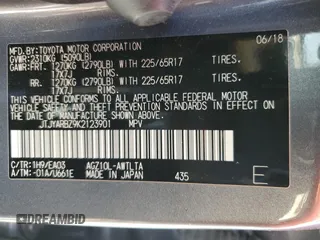 MFD.BY:TOYOTA MOTOR CORPORATION 06/18
GVWR:2310KG (5090LB)
GAWR:FRT. 1270KG (2790LB) WITH 225/65R17 TIRES.
17X7J
RR. 1270KG (2790LB) WITH 225/65R17 TIRES.
17X7J
THIS VEHICLE CONFORMS TO ALL APPLICABLE FEDERAL MOTOR
VEHICLE SAFETY AND THEFT PREVENTION STANDARDS IN
EFFECT ON THE DATE OF MANUFACTURE SHOWN ABOVE.
JTJYARBZ9K2123901 MPV
C/TR:1H9/EA03 AGZ10L-AWTLTA
A/TM:-01A/U661E MADE IN JAPAN 435 E